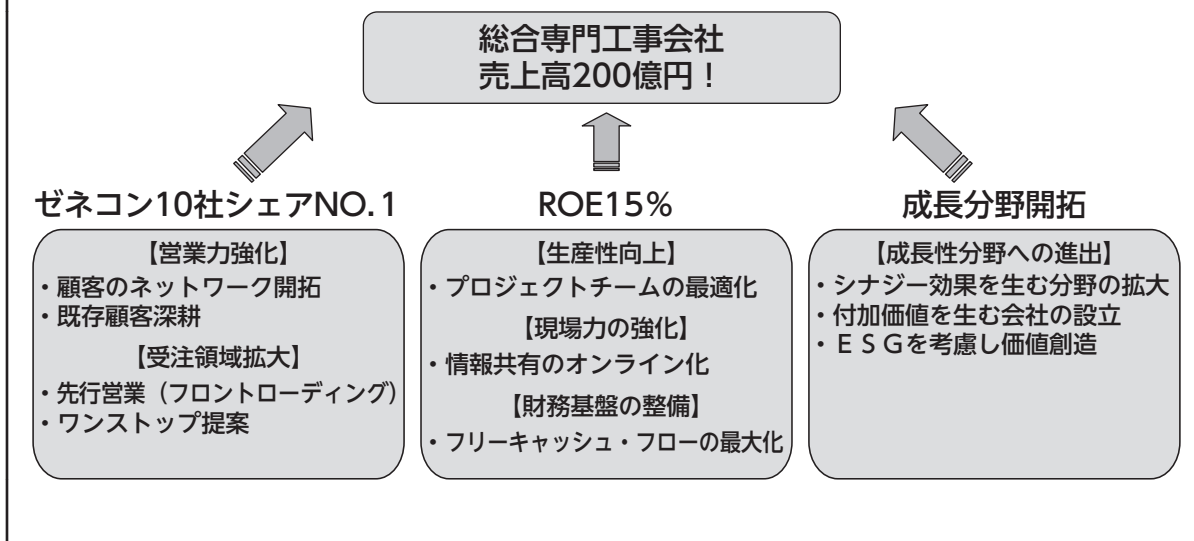 総合専門工事会社
売上高200億円！
ゼネコン10社シェアNO.1
【営業力強化】
・顧客のネットワーク開拓
・既存顧客深耕
【受注領域拡大】
・先行営業（フロントローディング）
・ワンストップ提案
ROE15％
【生産性向上】
・プロジェクトチームの最適化
【現場力の強化】
・情報共有のオンライン化
【財務基盤の整備】
・フリーキャッシュ・フローの最大化
成長分野開拓
【成長性分野への進出】
・シナジー効果を生む分野の拡大
・付加価値を生む会社の設立
・ＥＳＧを考慮し価値創造